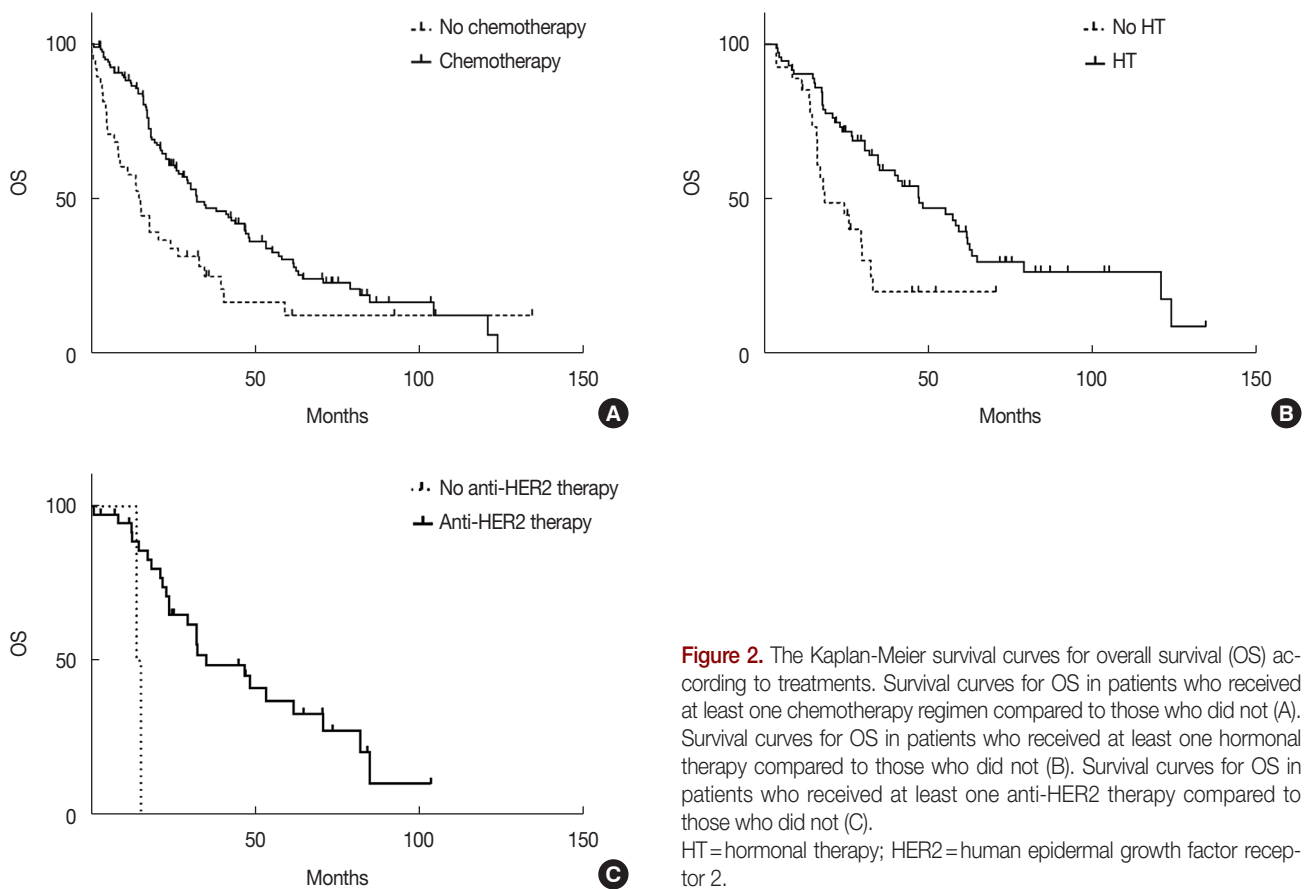 No chemotherapy
Chemotherapy
100
50
0
OS
50
100
150
Months
A
No HT
HT
100
50
0
OS
50
100
150
Months
B
No anti-HER2 therapy
Anti-HER2 therapy
100
50
0
OS
50
100
150
Months
C
Figure 2. The Kaplan-Meier survival curves for overall survival (OS) ac-
cording to treatments. Survival curves for OS in patients who received
at least one chemotherapy regimen compared to those who did not (A).
Survival curves for OS in patients who received at least one hormonal
therapy compared to those who did not (B). Survival curves for OS in
patients who received at least one anti-HER2 therapy compared to
those who did not (C).
HT=hormonal therapy; HER2=human epidermal growth factor recep-
tor 2.